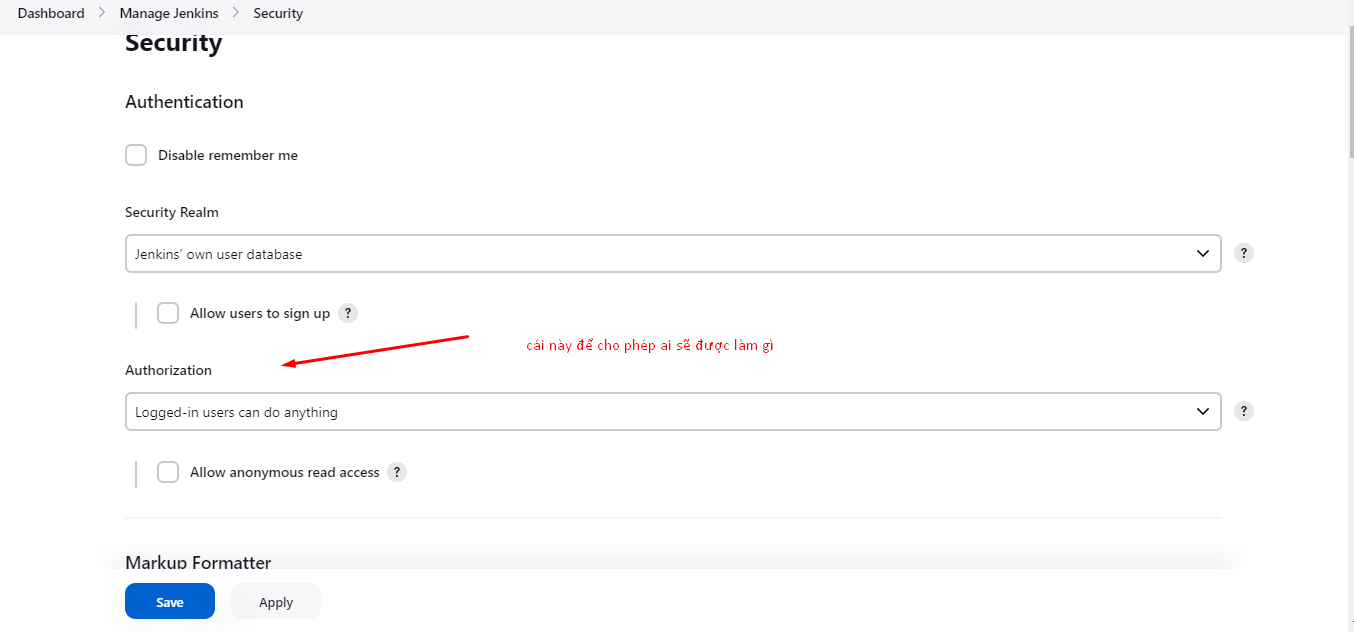 Dashboard > Manage Jenkins > Security
Security
Authentication
Disable remember me
Security Realm
Jenkins' own user database
?
Allow users to sign up ?
cái này để cho phép ai sẽ được làm gì
Authorization
Logged-in users can do anything
?
Allow anonymous read access ?
Markup Formatter
Save Apply